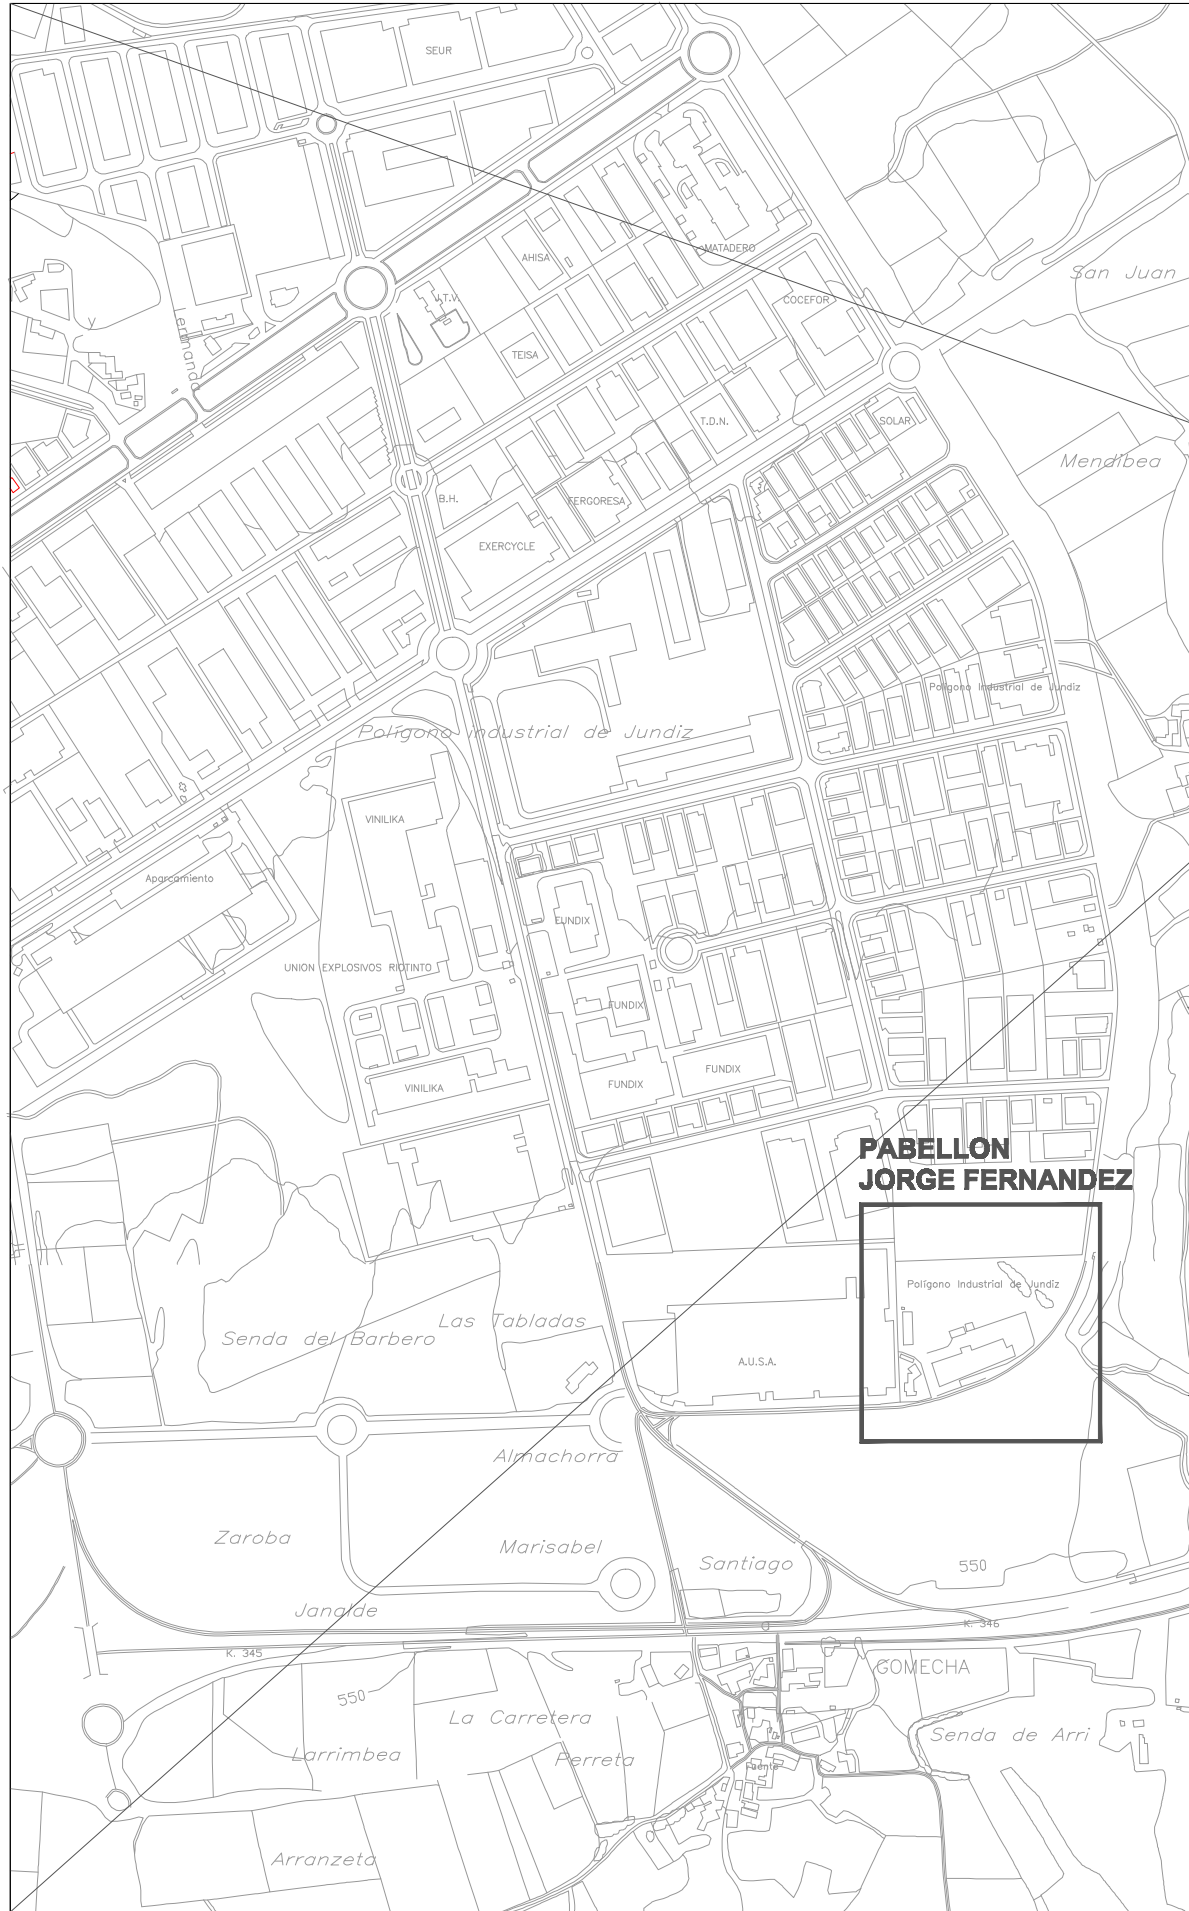 SEUR
MATADERO
AHISA
San Juan
I.T.V.
COCEFOR
y
TEISA
T.D.N.
SOLAR
Mendibea
B.H.
FERGORESA
EXERCYCLE
Polígono Industrial de Jundiz
Polígono industrial de Jundiz
VINILIKA
Aparcamiento
FUNDIX
UNION EXPLOSIVOS RIOTINTO
FUNDIX
FUNDIX
FUNDIX
VINILIKA
PABELLON
JORGE FERNANDEZ
Polígono Industrial de Jundiz
Las Tabladas
Senda del Barbero
A.U.S.A.
Almachorra
Zaroba
Marisabel
Santiago
550
Janalde
K. 345
K. 346
GOMECHA
550
La Carretera
Senda de Arri
Larrimbea
Perreta
Fuente
Arranzeta